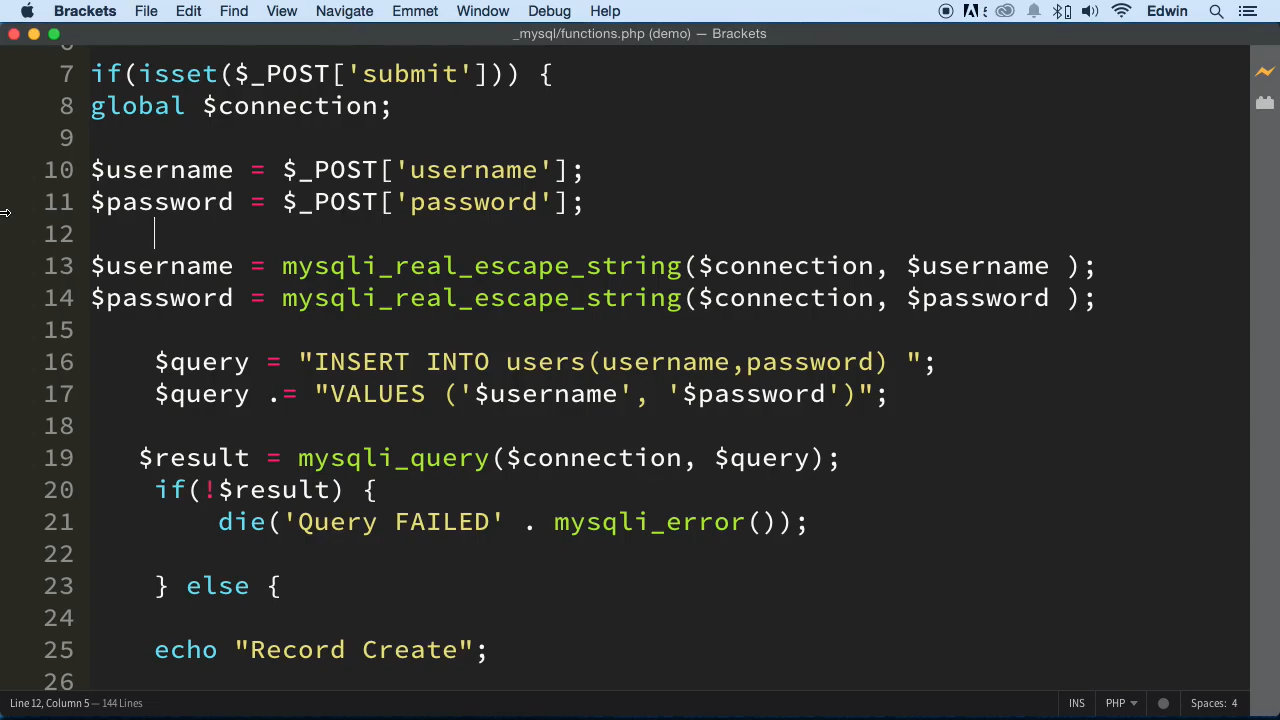 Brackets File Edit Find View Navigate Emmet Window Debug Help 5 Edwin
_mysql/functions.php (demo) — Brackets
6
7 if(isset($_POST['submit'])) {
8 global $connection;
9
10 $username = $_POST['username'];
11 $password = $_POST['password'];
12
13 $username = mysqli_real_escape_string($connection, $username );
14 $password = mysqli_real_escape_string($connection, $password );
15
16 $query = "INSERT INTO users(username,password) ";
17 $query .= "VALUES ('$username', '$password')";
18
19 $result = mysqli_query($connection, $query);
20 if(!$result) {
21 die('Query FAILED' . mysqli_error());
22
23 } else {
24
25 echo "Record Create";
26
Line 12, Column 5 — 144 Lines INS PHP Spaces: 4